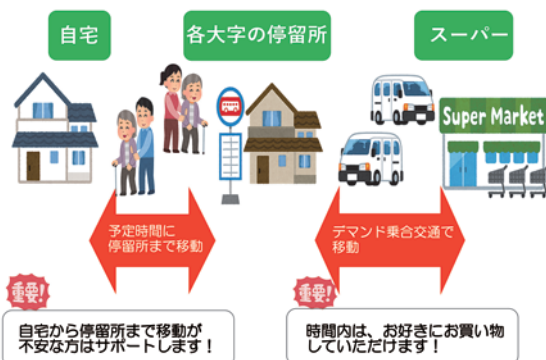 自宅
各大字の停留所
スーパー
Super Market
予定時間に
停留所まで移動
デマンド乗合交通で
移動
重要!
自宅から停留所まで移動が
不安な方はサポートします！
重要!
時間内は、お好きにお買い物
していただけます！